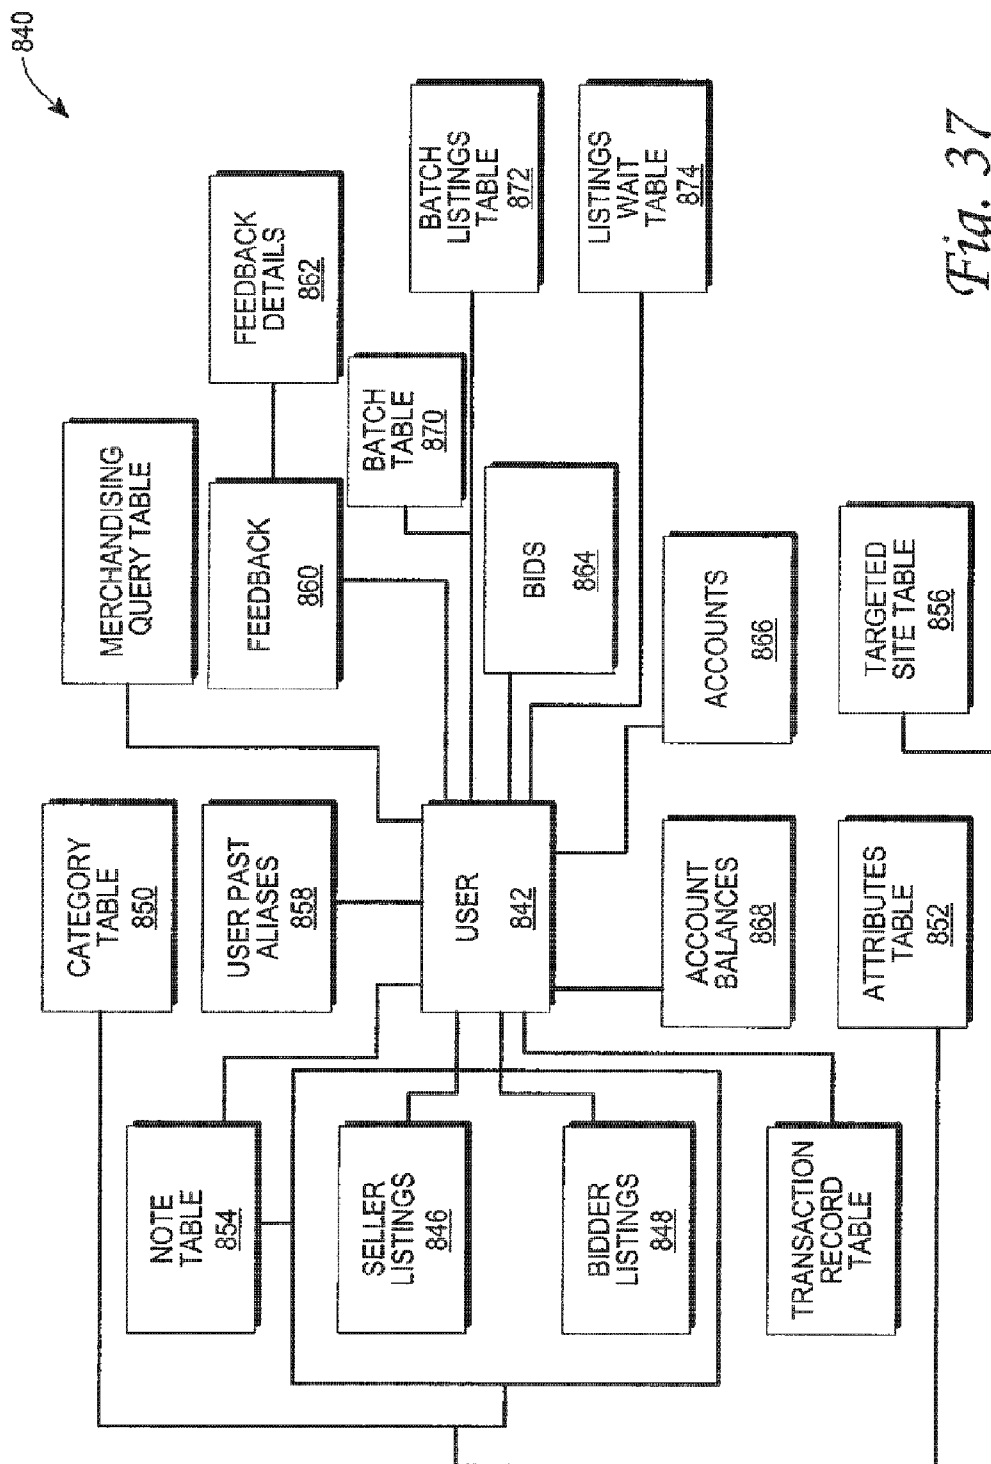 840
CATEGORY
TABLE
850
MERCHANDISING
QUERY TABLE
NOTE
TABLE
854
USER PAST
ALIASES
858
FEEDBACK
860
FEEDBACK
DETAILS
862
SELLER
LISTINGS
846
USER
842
BATCH
TABLE
870
BATCH
LISTINGS
TABLE
872
BIDS
864
BIDDER
LISTINGS
848
LISTINGS
WAIT
TABLE
874
ACCOUNT
BALANCES
868
ACCOUNTS
866
TRANSACTION
RECORD
TABLE
ATTRIBUTES
TABLE
852
TARGETED
SITE TABLE
856
Fig. 37